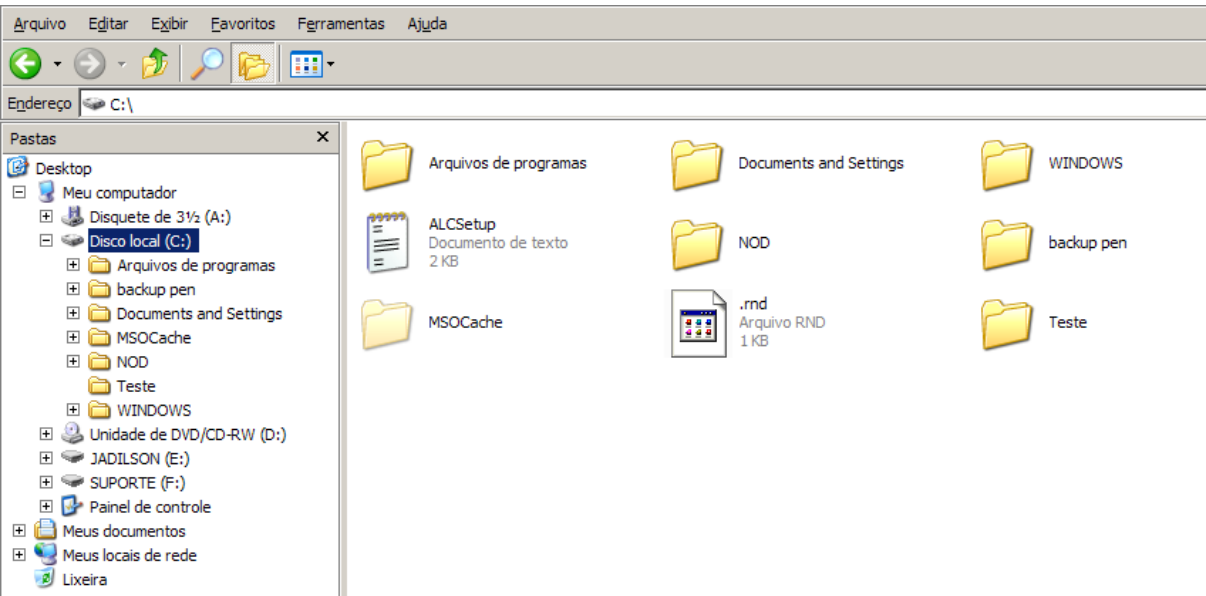 Arquivo Editar Exibir Favoritos Ferramentas Ajuda
Endereço C:\
Pastas
Desktop
Meu computador
Disquete de 3½ (A:)
Disco local (C:)
Arquivos de programas
backup pen
Documents and Settings
MSOCache
NOD
Teste
WINDOWS
Unidade de DVD/CD-RW (D:)
JADILSON (E:)
SUPORTE (F:)
Painel de controle
Meus documentos
Meus locais de rede
Lixeira
Arquivos de programas
Documents and Settings
WINDOWS
ALCSetup
Documento de texto
2 KB
NOD
backup pen
MSOCache
.rnd
Arquivo RND
1 KB
Teste